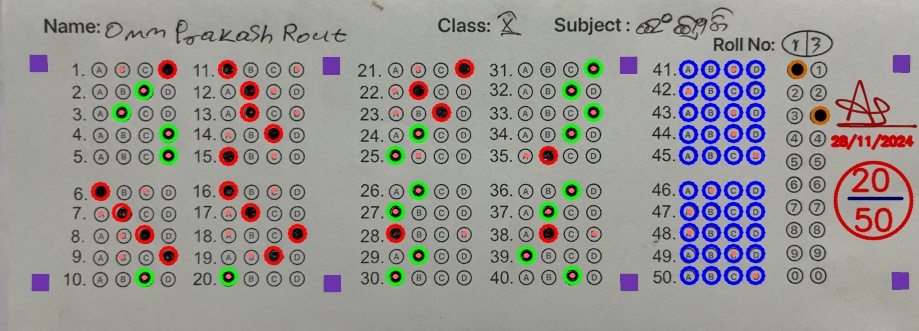 Name: Omm Prakash Rout Class: X Subject :
Roll No: 1 3
1. A B C 11. B C D 21. A B C 31. A B C 41. A B C D 1
2. A B D 12. A C D 22. A C D 32. A B D 42. A B C D 2 2
3. A C D 13. A C D 23. A B D 33. A B C 43. A B C D 3
4. A B C 14. A B D 24. A C D 34. A B D 44. A B C D 4 4
5. A B C 15. B C D 25. B C D 35. A C D 45. A B C D 5 5
6. B C D 16. B C D 26. A C D 36. A B D 46. A B C D 6 6
7. A C D 17. A C D 27. B C D 37. A C D 47. A B C D 7 7
8. A B D 18. A B C 28. B C D 38. A C D 48. A B C D 8 8
9. A B C 19. A B D 29. A C D 39. B C D 49. A B C D 9 9
10. A B D 20. B C D 30. B C D 40. A B D 50. A B C D 0 0
28/11/2024
20
50